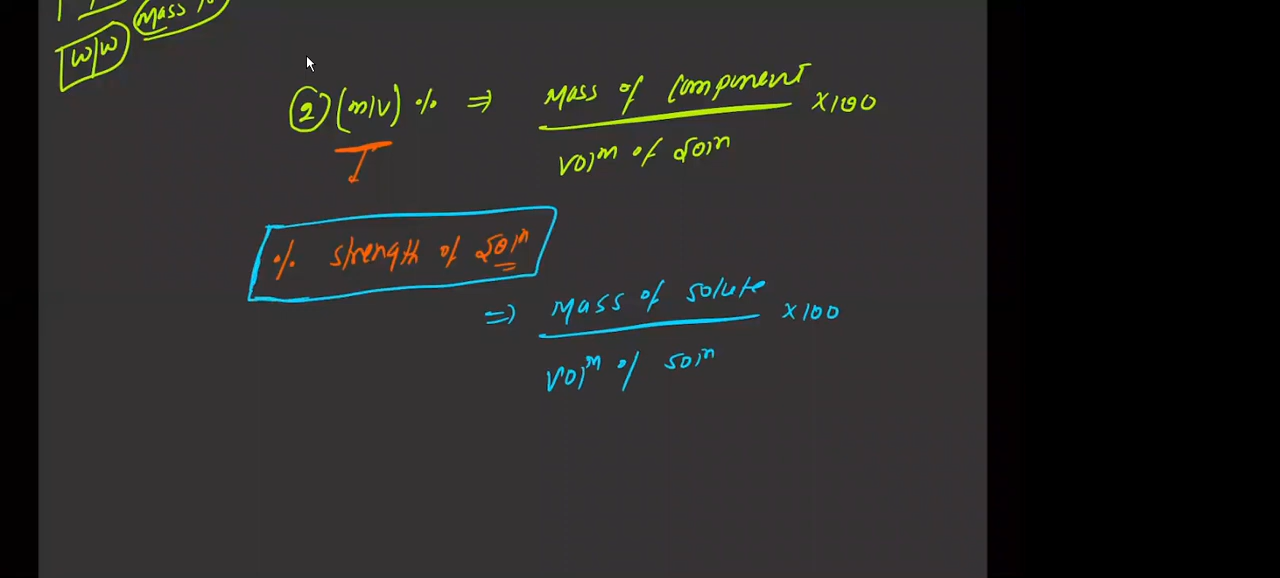 Mass %
w/w
② (m/v) % ⇒ Mass of Component / Volm of Soln ×100
% strength of soln
⇒ Mass of solute / Volm of Soln ×100